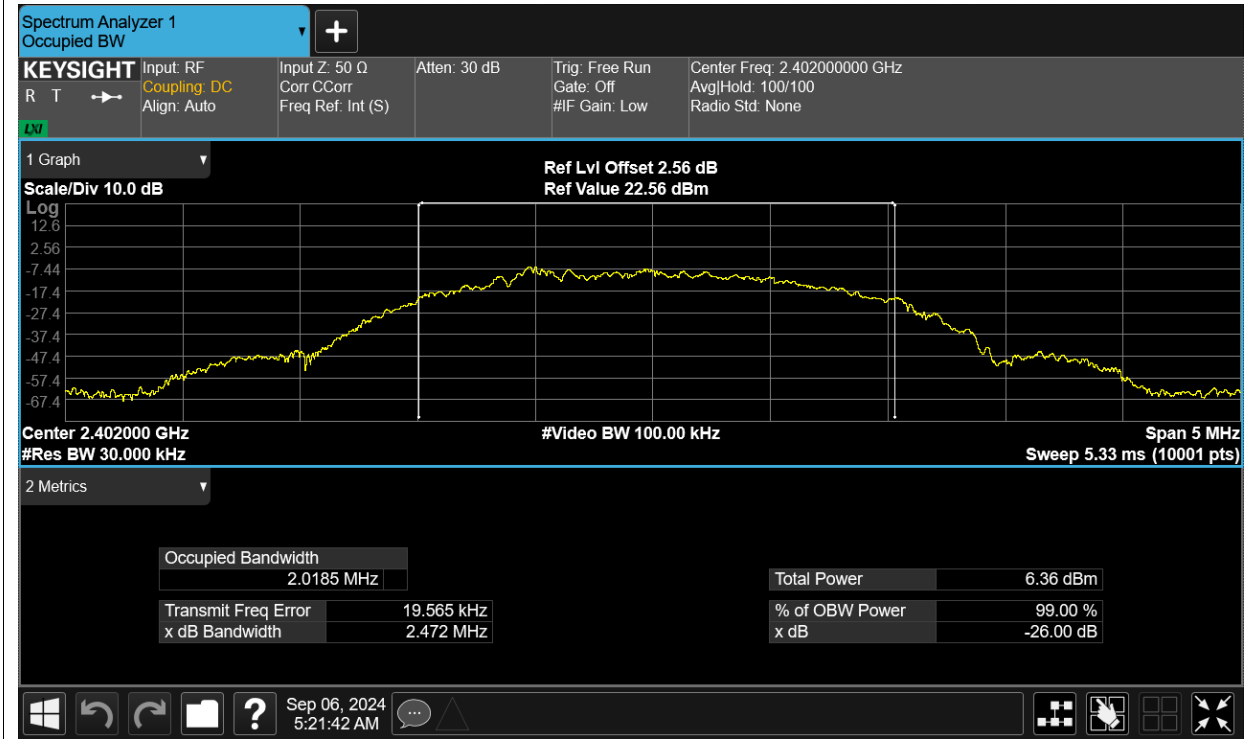 Spectrum Analyzer 1
Occupied BW
KEYSIGHT
R T
LXI
Input: RF
Coupling: DC
Align: Auto
Input Z: 50 Ω
Corr CCorr
Freq Ref: Int (S)
Atten: 30 dB
Trig: Free Run
Gate: Off
#IF Gain: Low
Center Freq: 2.402000000 GHz
Avg|Hold: 100/100
Radio Std: None
1 Graph
Scale/Div 10.0 dB
Ref Lvl Offset 2.56 dB
Ref Value 22.56 dBm
Log
12.6
2.56
-7.44
-17.4
-27.4
-37.4
-47.4
-57.4
-67.4
Center 2.402000 GHz
#Video BW 100.00 kHz
Span 5 MHz
#Res BW 30.000 kHz
Sweep 5.33 ms (10001 pts)
2 Metrics
Occupied Bandwidth
2.0185 MHz
Total Power 6.36 dBm
Transmit Freq Error 19.565 kHz
% of OBW Power 99.00 %
x dB Bandwidth 2.472 MHz
x dB -26.00 dB
?
Sep 06, 2024
5:21:42 AM